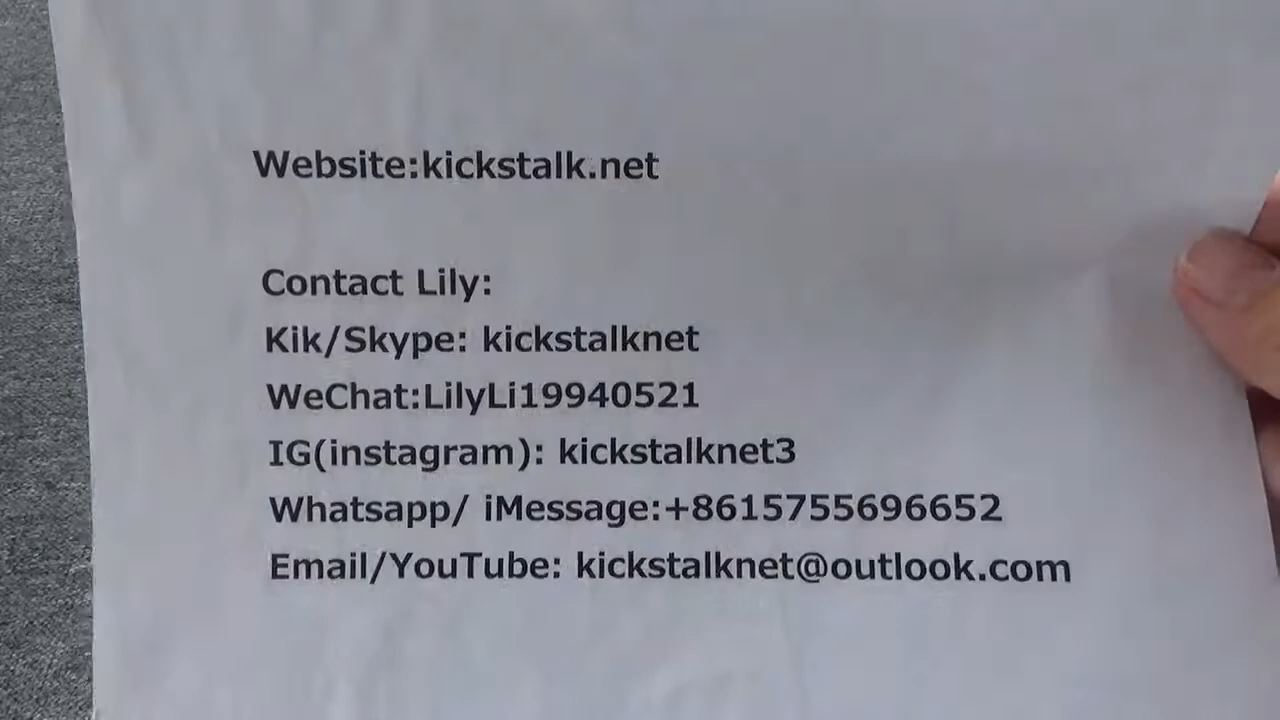 Website:kickstalk.net
Contact Lily:
Kik/Skype: kickstalknet
WeChat:LilyLi19940521
IG(instagram): kickstalknet3
Whatsapp/ iMessage:+8615755696652
Email/YouTube: kickstalknet@outlook.com